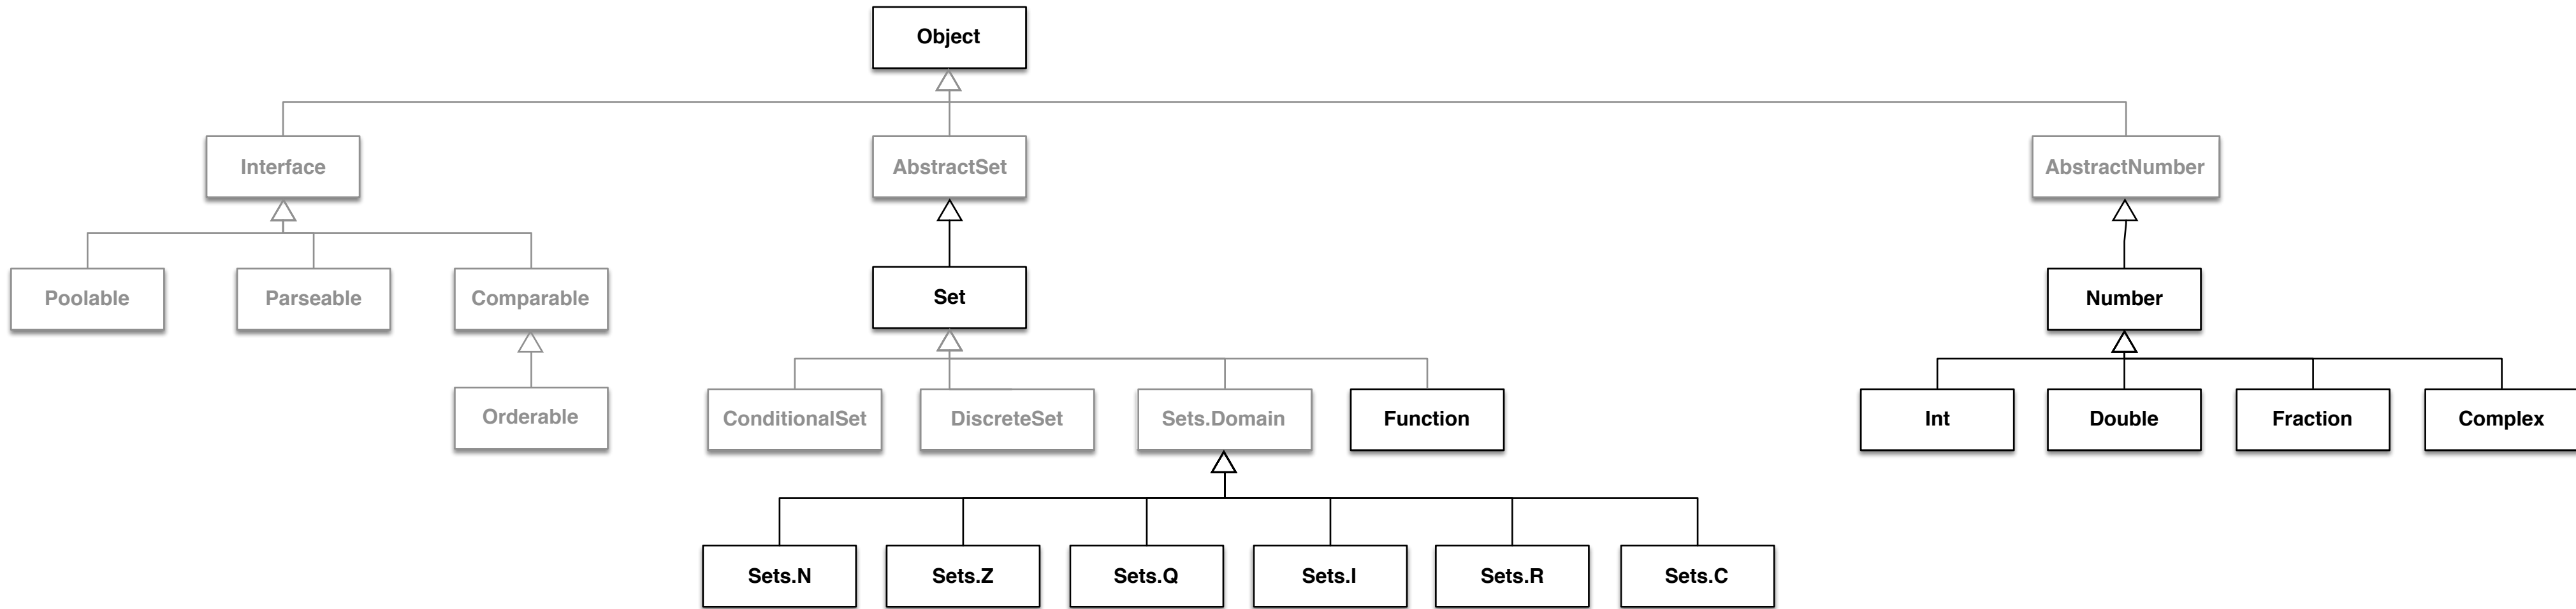 Object
Interface
AbstractSet
AbstractNumber
Poolable
Parseable
Comparable
Set
Number
Orderable
ConditionalSet
DiscreteSet
Sets.Domain
Function
Int
Double
Fraction
Complex
Sets.N
Sets.Z
Sets.Q
Sets.I
Sets.R
Sets.C